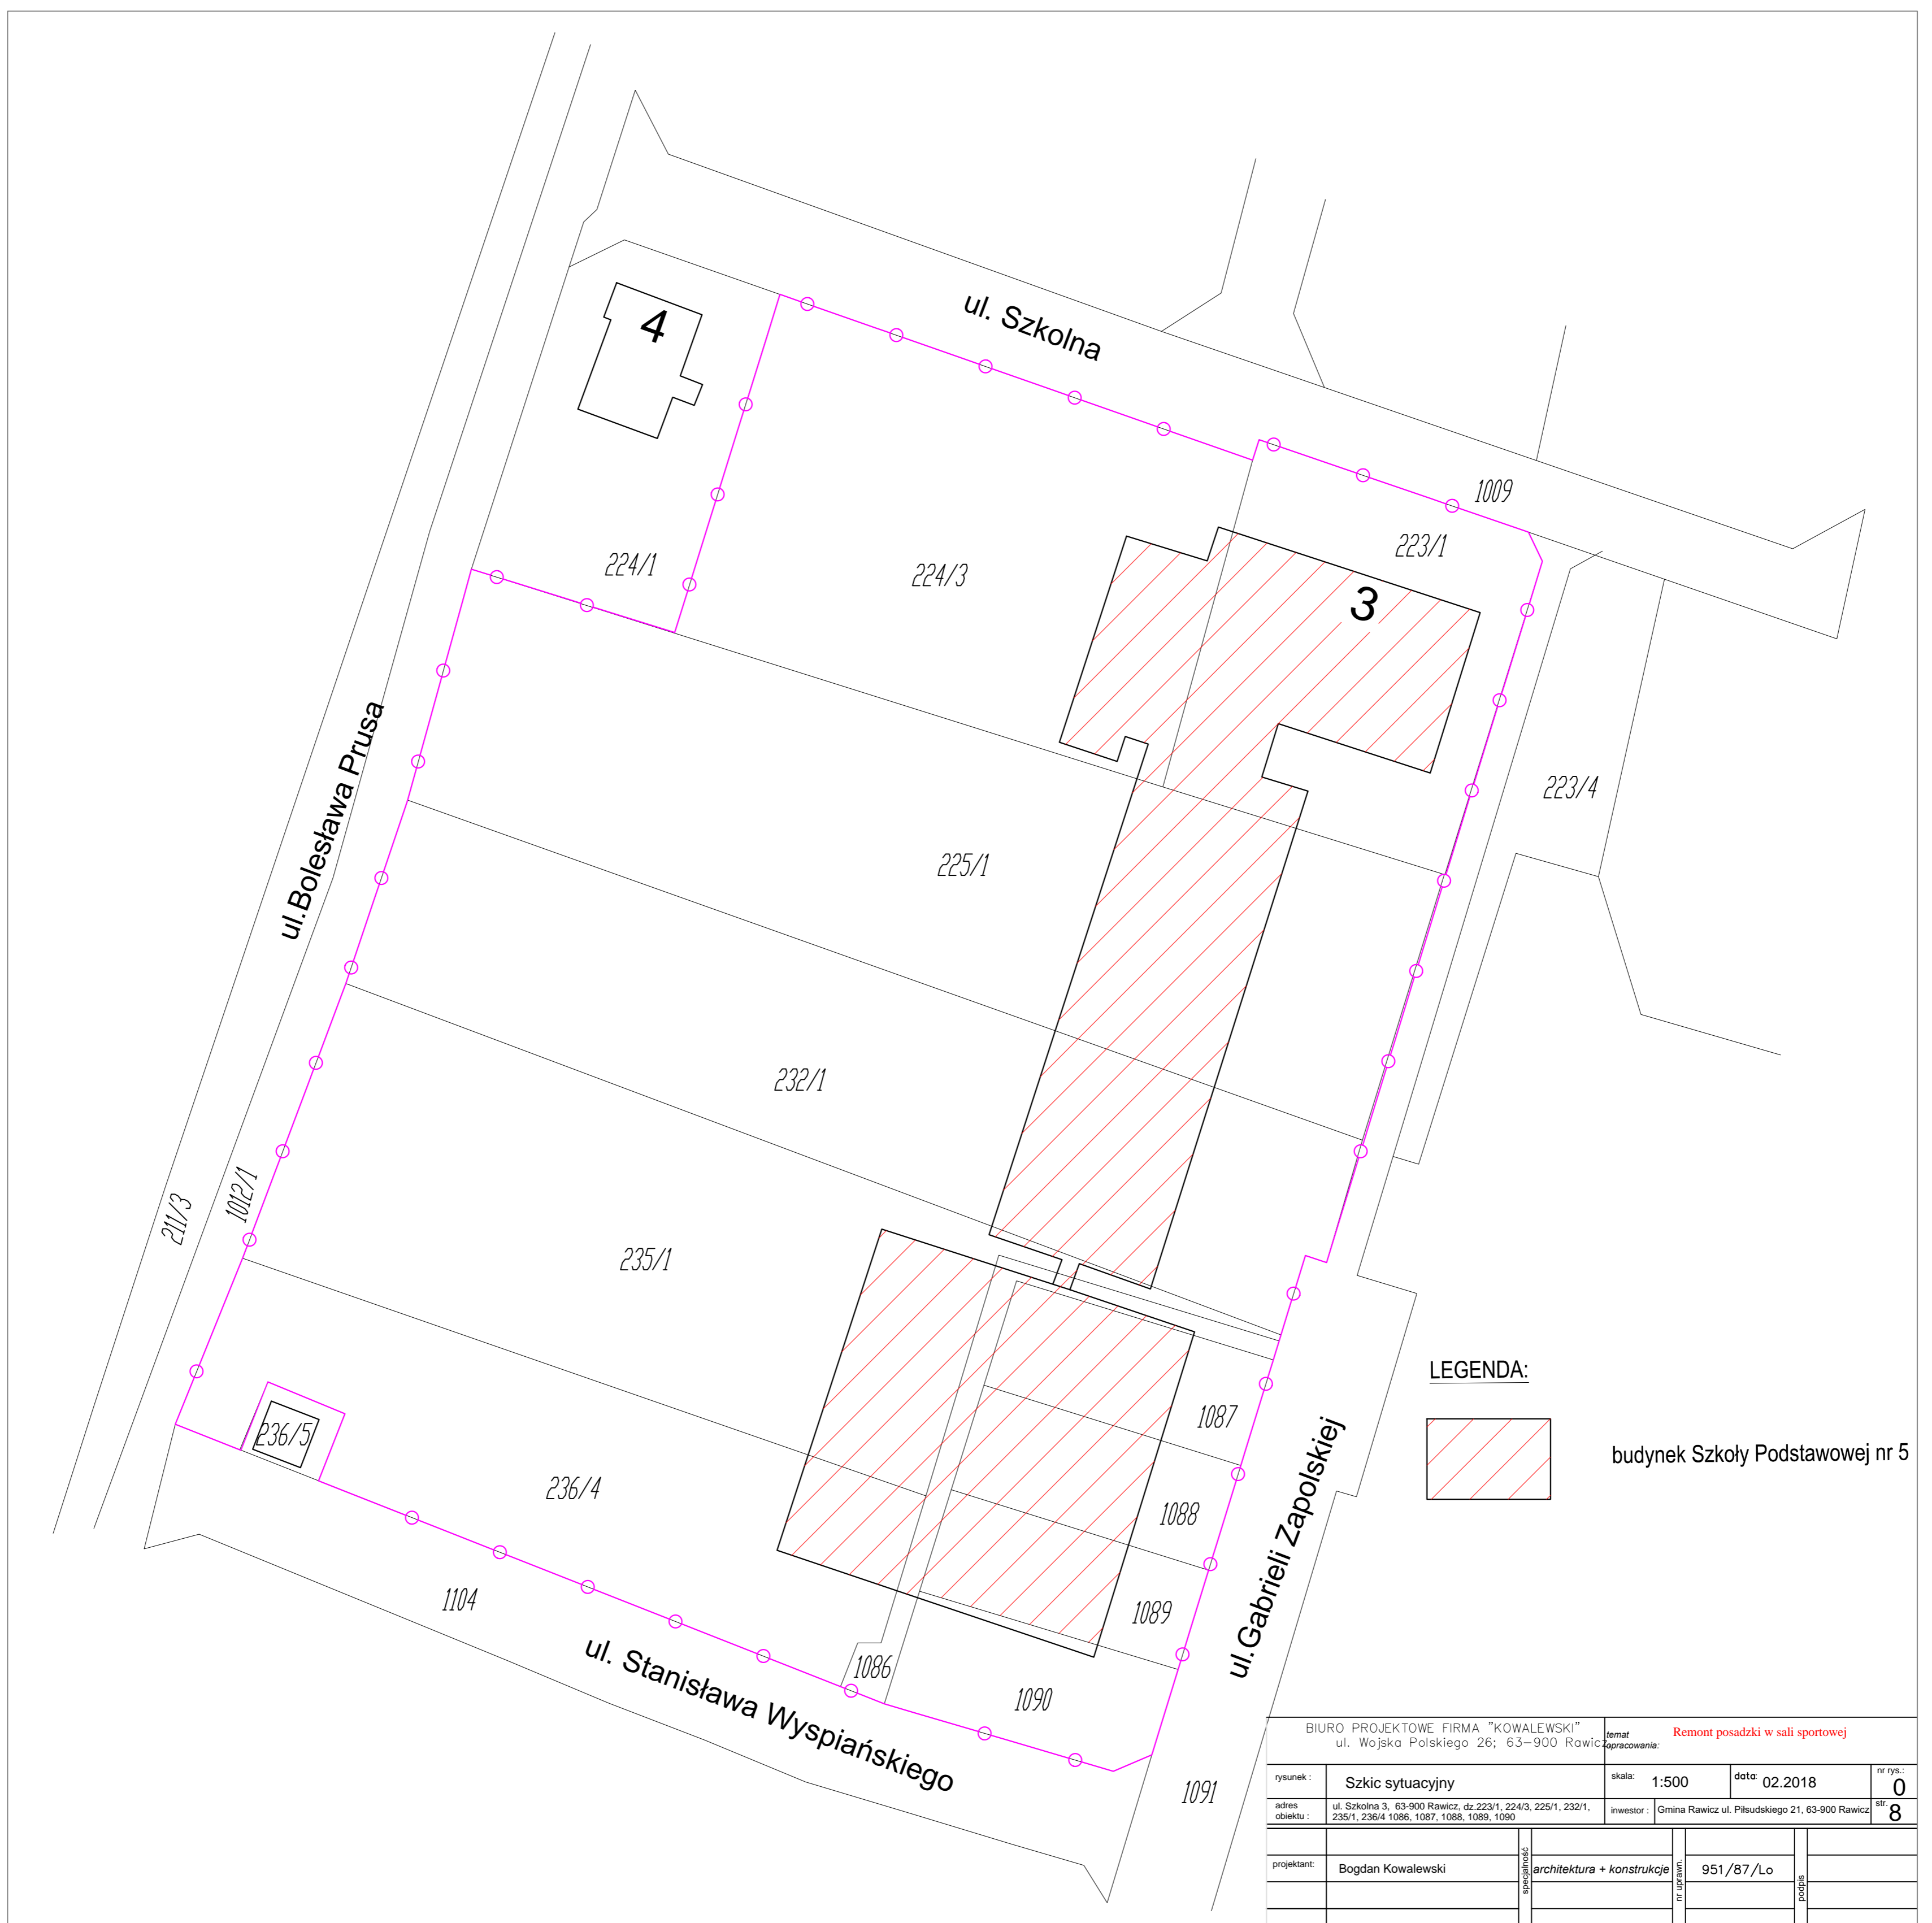 ul. Szkolna
4
1009
223/1
224/1
224/3
3
223/4
ul.Bolesława Prusa
225/1
232/1
1012/1
211/3
235/1
LEGENDA:
budynek Szkoły Podstawowej nr 5
1087
236/5
236/4
1088
ul.Gabrieli Zapolskiej
1104
1089
ul. Stanisława Wyspiańskiego
1086
1090
1091
BIURO PROJEKTOWE FIRMA "KOWALEWSKI"
ul. Wojska Polskiego 26; 63-900 Rawicz
temat
opracowania:
Remont posadzki w sali sportowej
rysunek :
Szkic sytuacyjny
skala:
1:500
data:
02.2018
nr rys.:
0
adres
obiektu :
ul. Szkolna 3, 63-900 Rawicz, dz.223/1, 224/3, 225/1, 232/1,
235/1, 236/4 1086, 1087, 1088, 1089, 1090
inwestor :
Gmina Rawicz ul. Piłsudskiego 21, 63-900 Rawicz
str.
8
projektant:
Bogdan Kowalewski
specjalność
architektura + konstrukcje
nr uprawn.
951/87/Lo
podpis